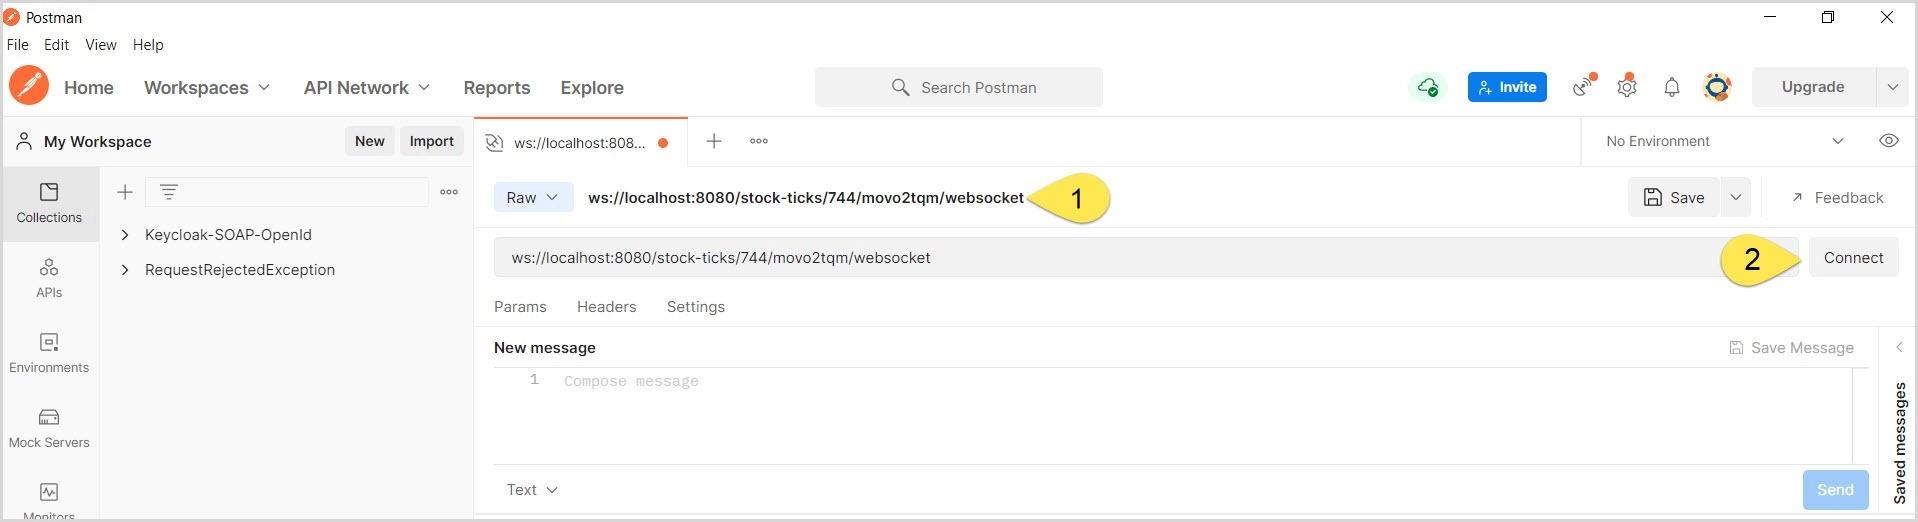 Postman
File Edit View Help
Home Workspaces API Network Reports Explore Search Postman Invite Upgrade
My Workspace New Import ws://localhost:808... No Environment
Collections
APIs
Environments
Mock Servers
Monitors
Keycloak-SOAP-OpenId
RequestRejectedException
Raw ws://localhost:8080/stock-ticks/744/movo2tqm/websocket 1 Save Feedback
ws://localhost:8080/stock-ticks/744/movo2tqm/websocket 2 Connect
Params Headers Settings
New message Save Message
1 Compose message
Text Send
Saved messages